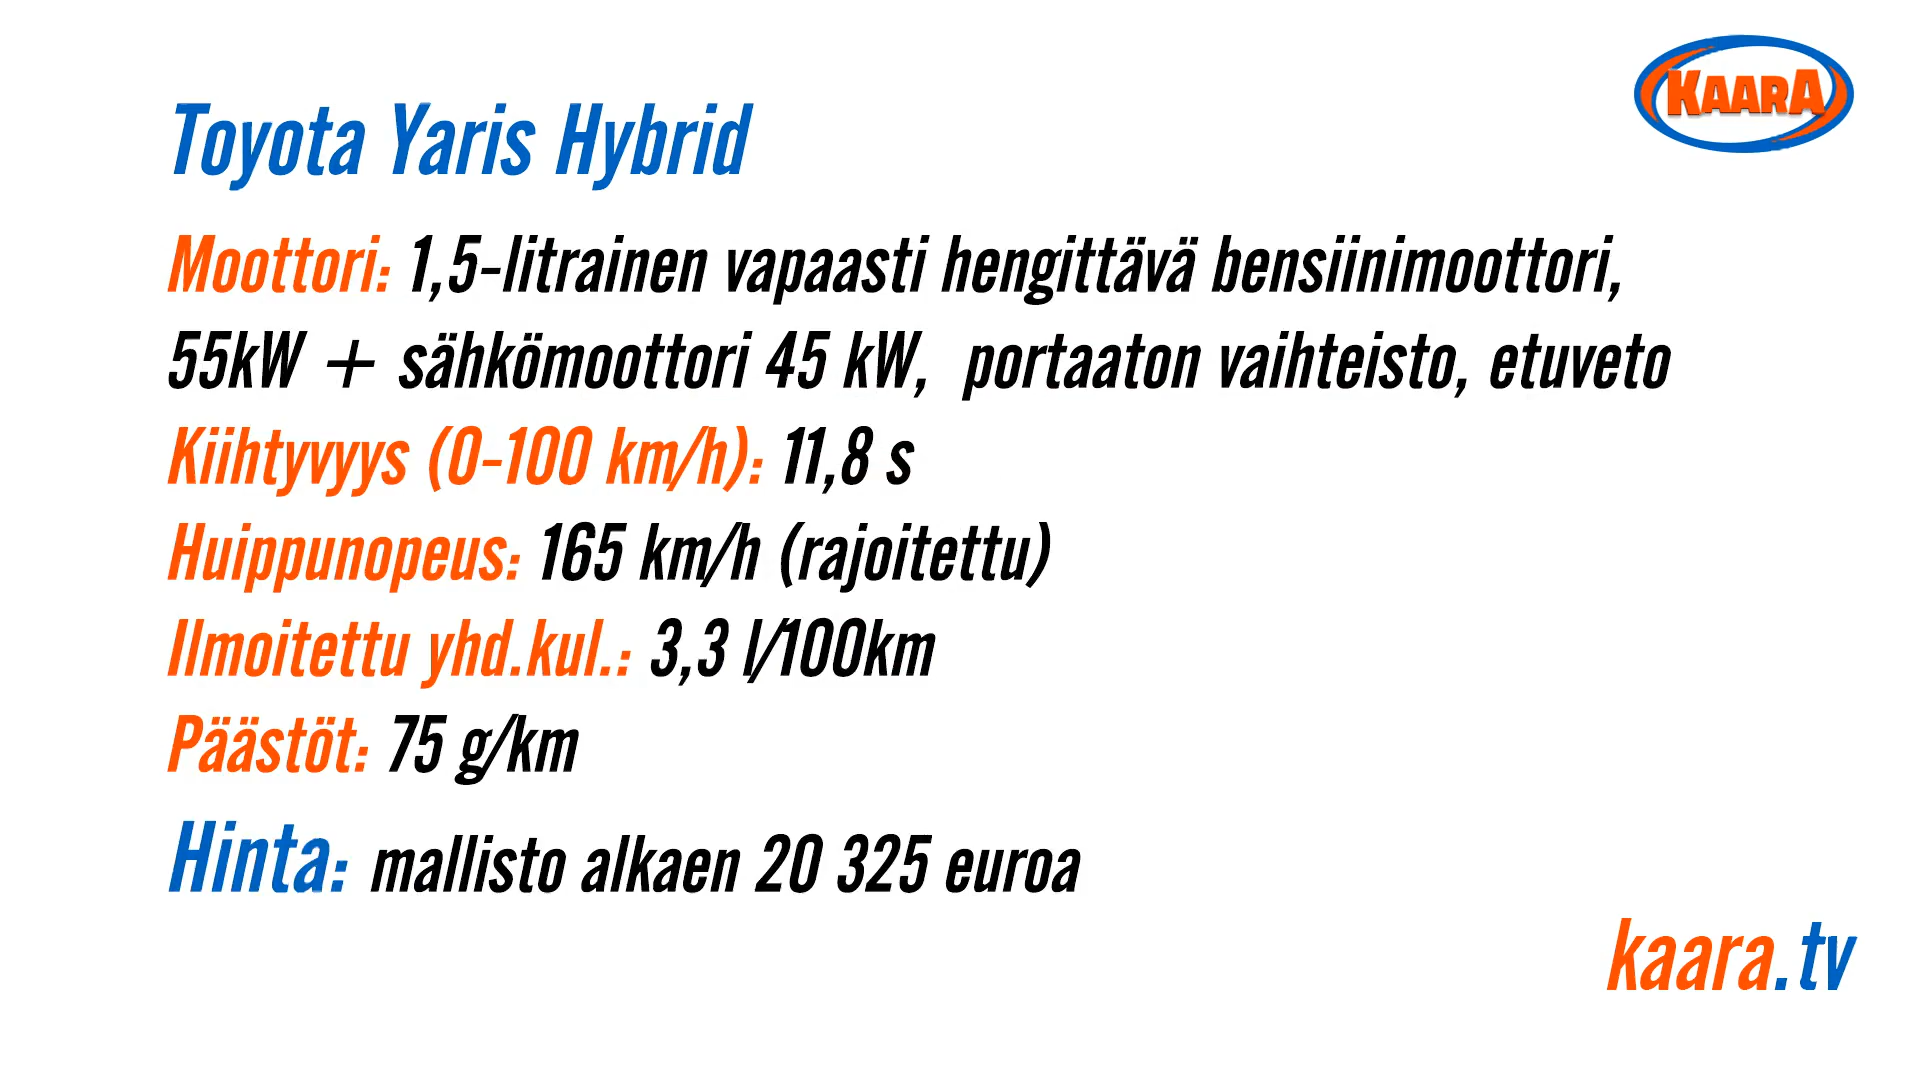 KAARA
Toyota Yaris Hybrid
Moottori: 1,5-litrainen vapaasti hengittävä bensiinimoottori,
55kW + sähkömoottori 45 kW, portaaton vaihteisto, etuveto
Kiihtyvyys (0-100 km/h): 11,8 s
Huippunopeus: 165 km/h (rajoitettu)
Ilmoitettu yhd.kul.: 3,3 l/100km
Päästöt: 75 g/km
Hinta: mallisto alkaen 20 325 euroa
kaara.tv